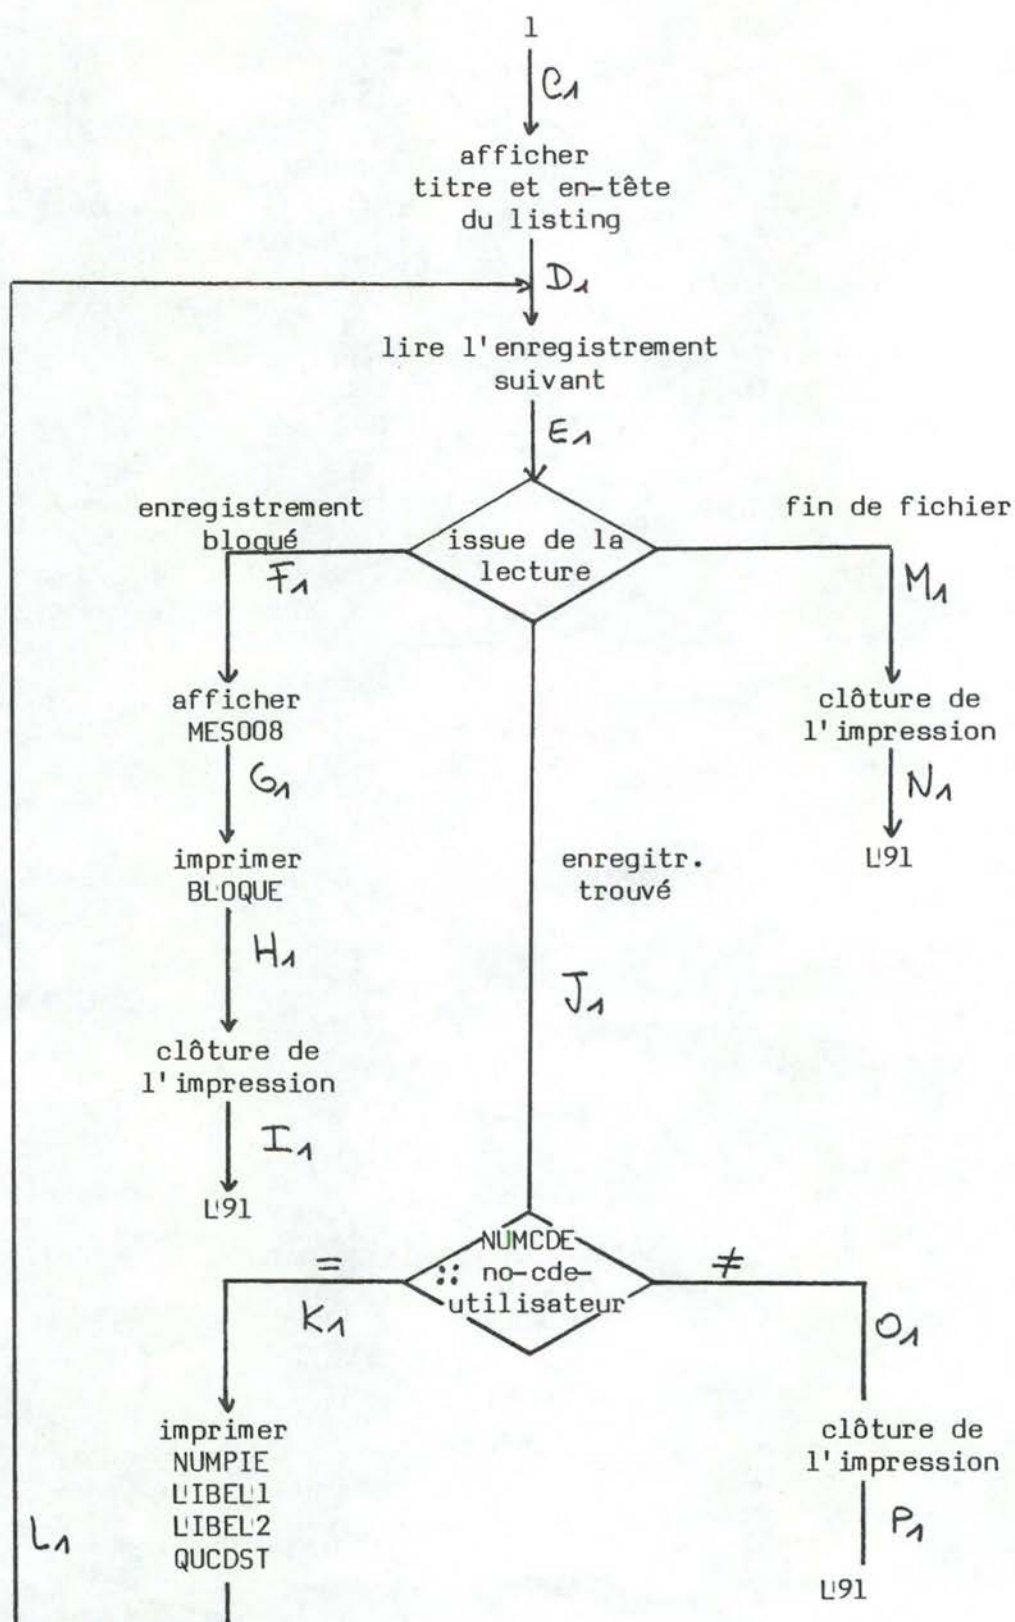 1
C1
afficher
titre et en-tête
du listing
D1
lire l'enregistrement
suivant
E1
enregistrement
bloqué
issue de la
lecture
fin de fichier
F1
M1
afficher
MES008
clôture de
l'impression
G1
N1
imprimer
BLOQUE
enregitr.
trouvé
L91
H1
J1
clôture de
l'impression
I1
L91
NUMCDE
:: no-cde-
utilisateur
=
≠
K1
O1
imprimer
NUMPIE
LIBEL1
LIBEL2
QUCDST
clôture de
l'impression
L1
P1
L91